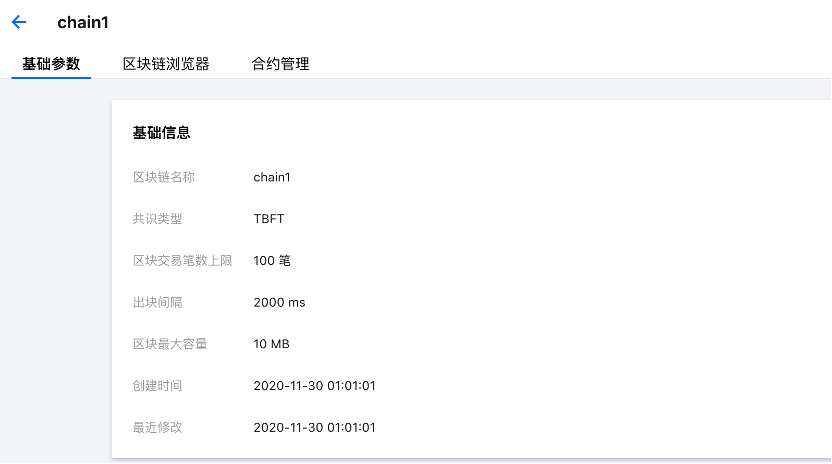 chain1
基础参数 区块链浏览器 合约管理
基础信息
区块链名称 chain1
共识类型 TBFT
区块交易笔数上限 100 笔
出块间隔 2000 ms
区块最大容量 10 MB
创建时间 2020-11-30 01:01:01
最近修改 2020-11-30 01:01:01